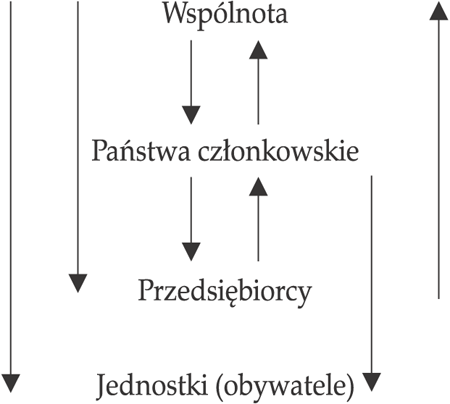 Wspólnota
Państwa członkowskie
Przedsiębiorcy
Jednostki (obywatele)